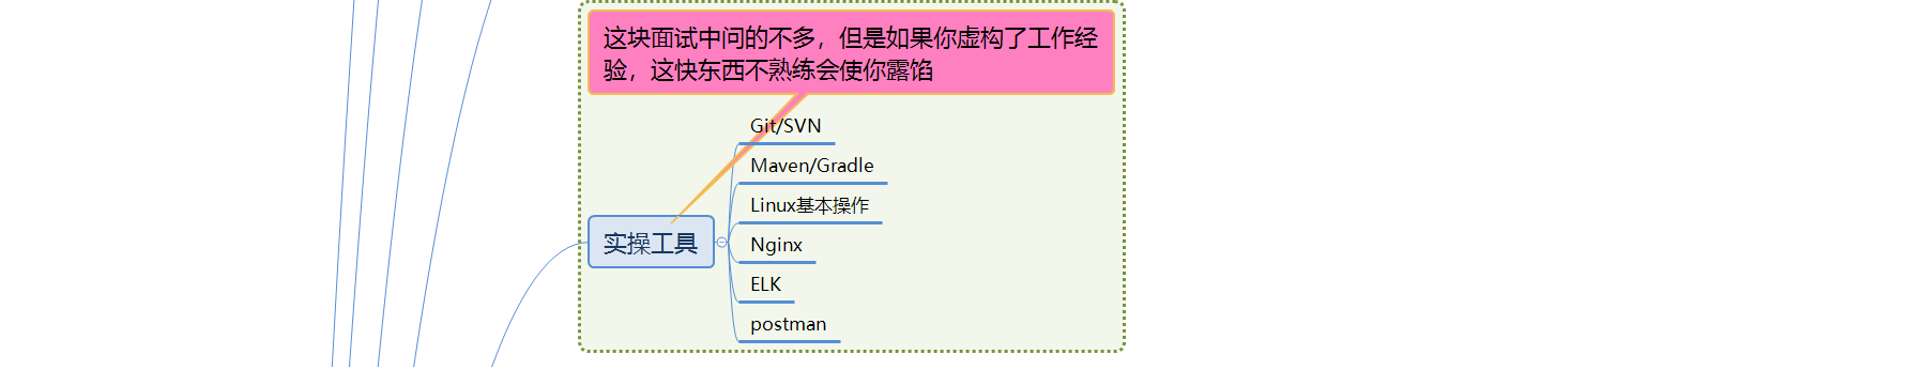 这块面试中问的不多，但是如果你虚构了工作经
验，这快东西不熟练会使你露馅
Git/SVN
Maven/Gradle
Linux基本操作
实操工具
Nginx
ELK
postman